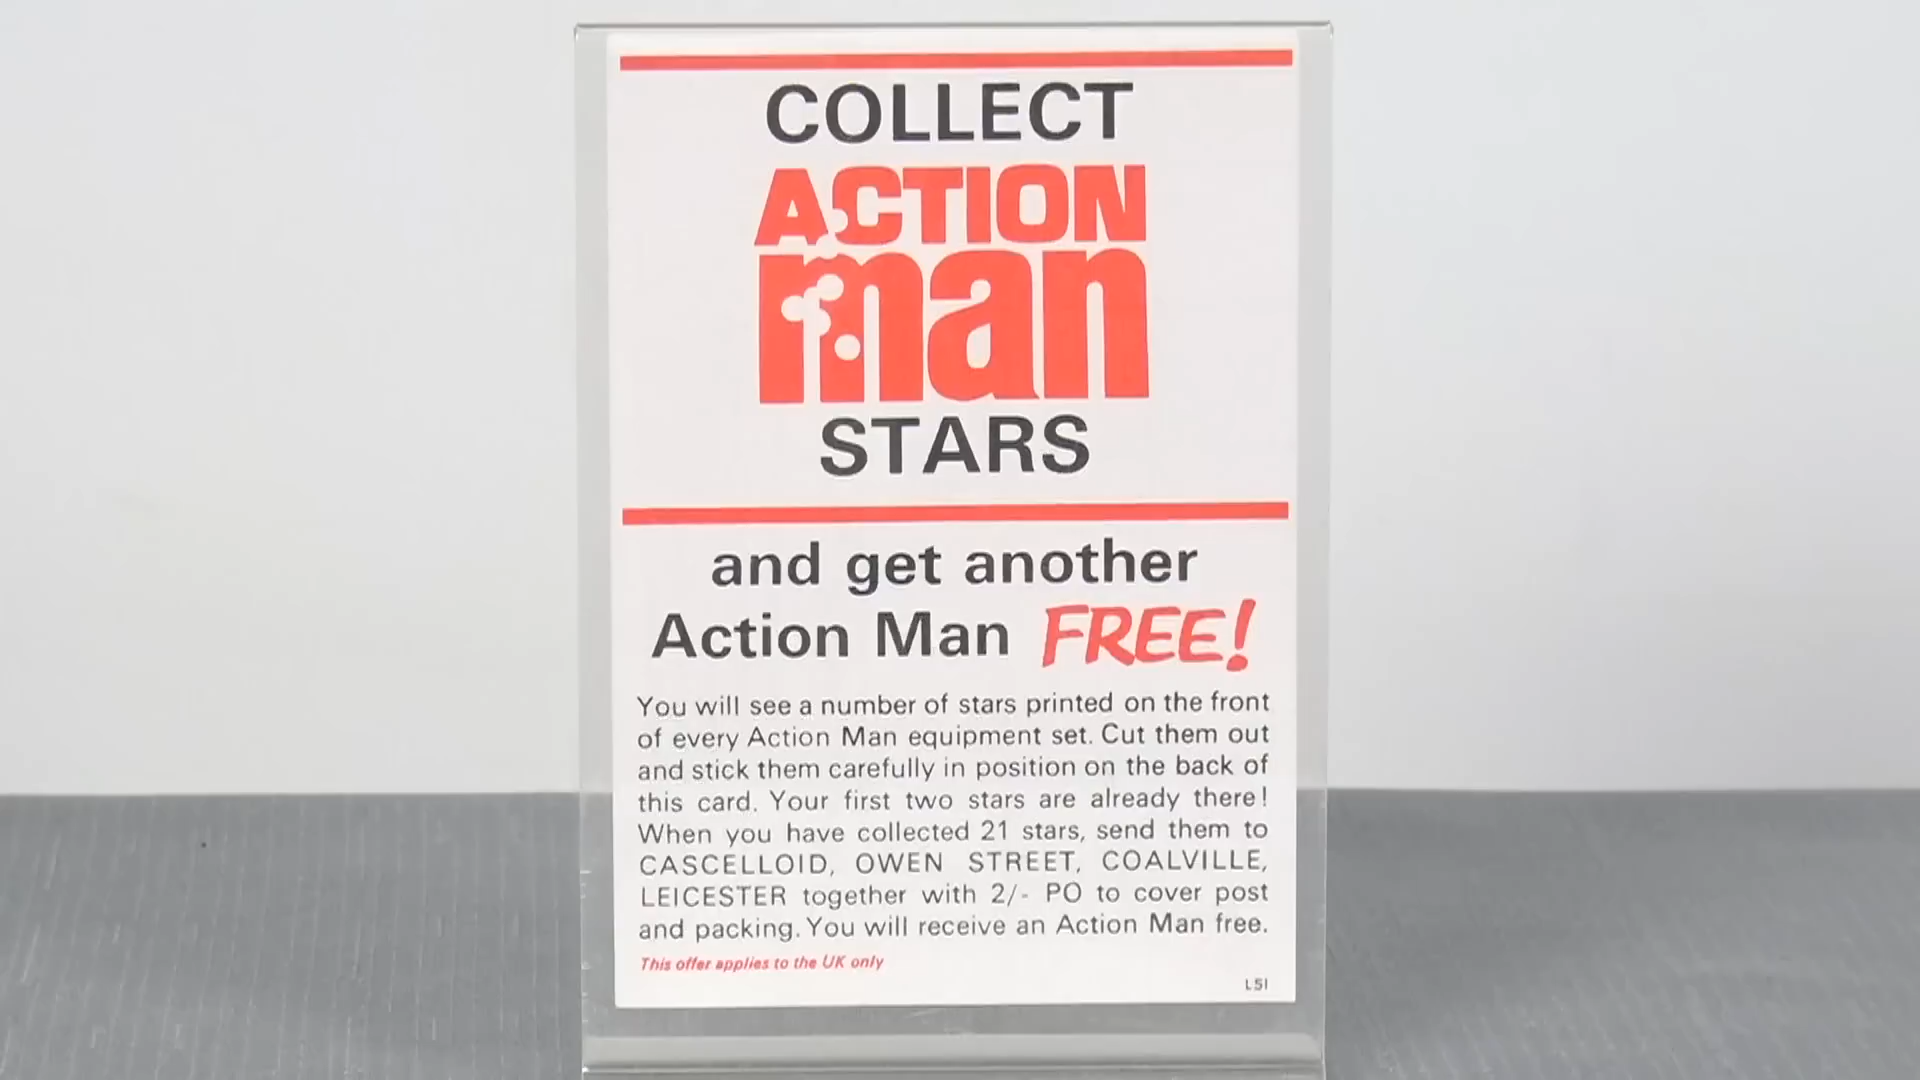 COLLECT
ACTION
man
STARS
and get another
Action Man FREE!
You will see a number of stars printed on the front
of every Action Man equipment set. Cut them out
and stick them carefully in position on the back of
this card. Your first two stars are already there!
When you have collected 21 stars, send them to
CASCELLOID, OWEN STREET, COALVILLE,
LEICESTER together with 2/- PO to cover post
and packing. You will receive an Action Man free.
This offer applies to the UK only
L51